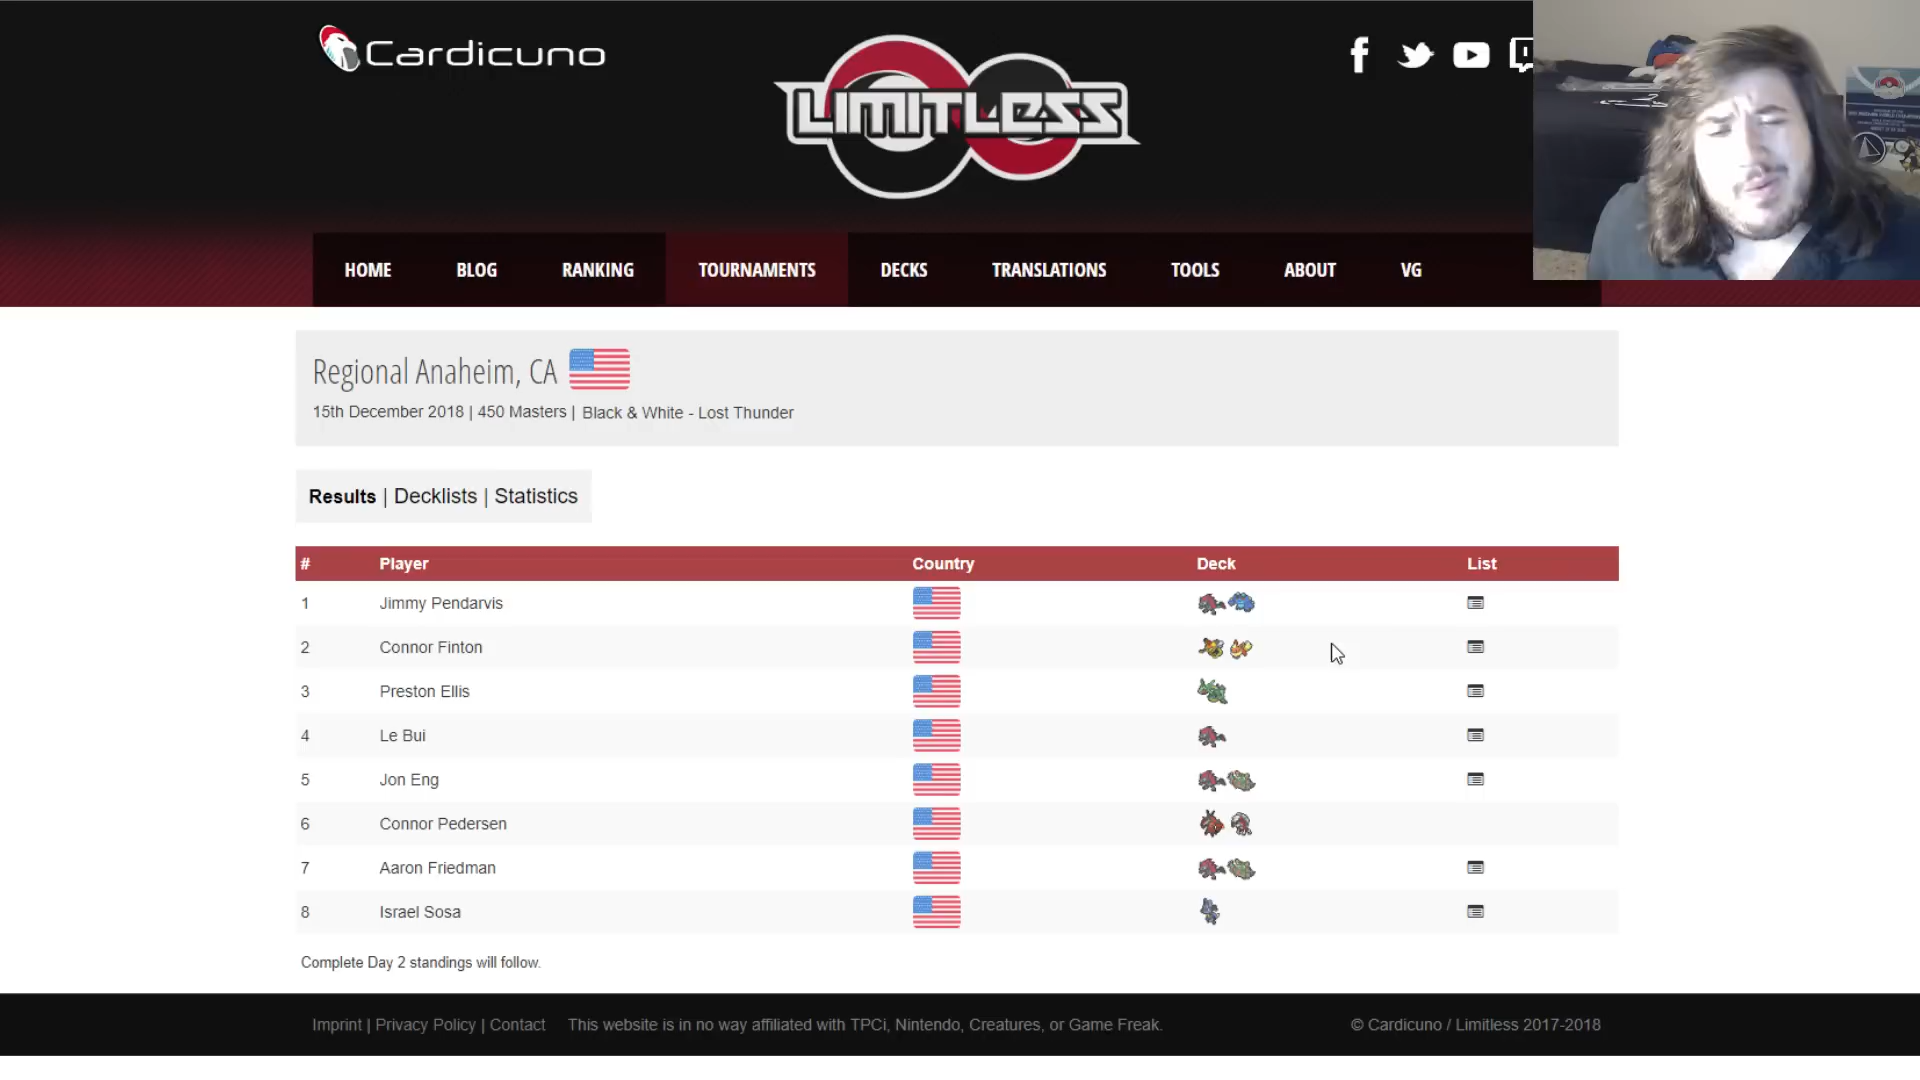 Cardicuno
LIMITLESS
HOME BLOG RANKING TOURNAMENTS DECKS TRANSLATIONS TOOLS ABOUT VG
Regional Anaheim, CA
15th December 2018 | 450 Masters | Black & White - Lost Thunder
Results | Decklists | Statistics
# Player Country Deck List
1 Jimmy Pendarvis
2 Connor Finton
3 Preston Ellis
4 Le Bui
5 Jon Eng
6 Connor Pedersen
7 Aaron Friedman
8 Israel Sosa
Complete Day 2 standings will follow.
Imprint | Privacy Policy | Contact This website is in no way affiliated with TPCi, Nintendo, Creatures, or Game Freak. © Cardicuno / Limitless 2017-2018